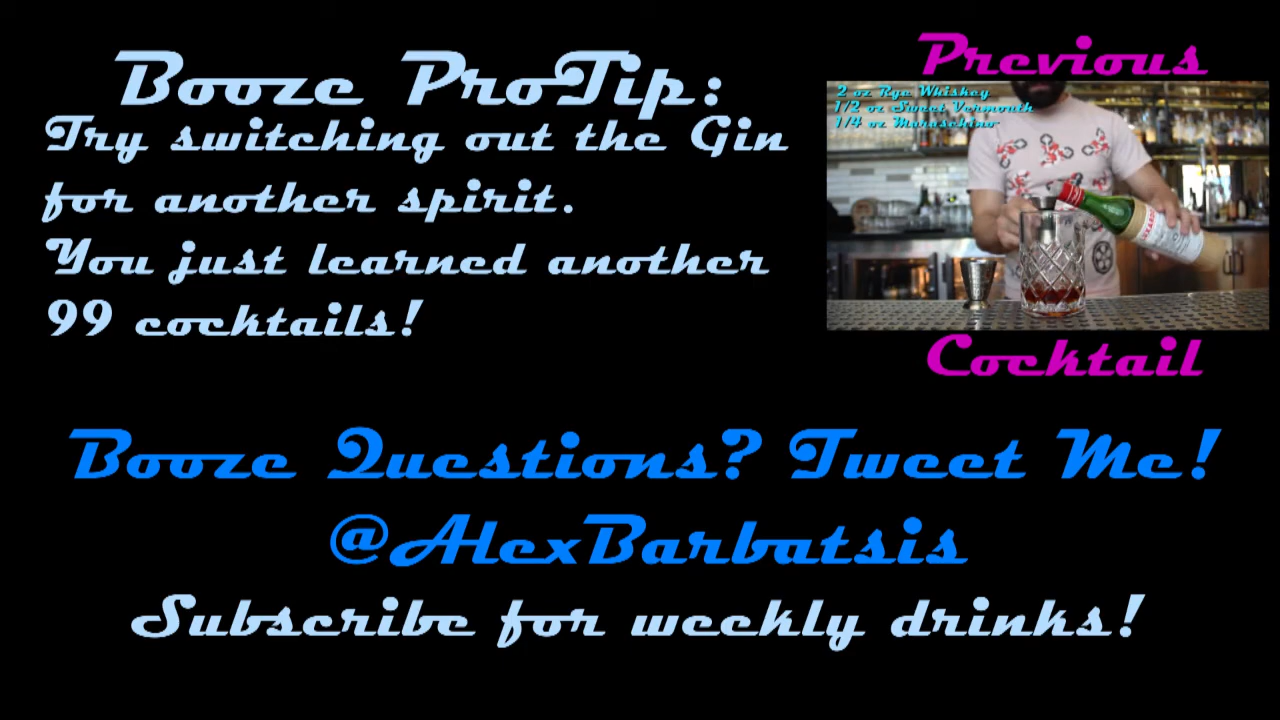 Booze ProTip:
Try switching out the Gin
for another spirit.
You just learned another
99 cocktails!
Previous
2 oz Rye Whiskey
1/2 oz Sweet Vermouth
1/4 oz Maraschino
Cocktail
Booze Questions? Tweet Me!
@AlexBarbatsis
Subscribe for weekly drinks!